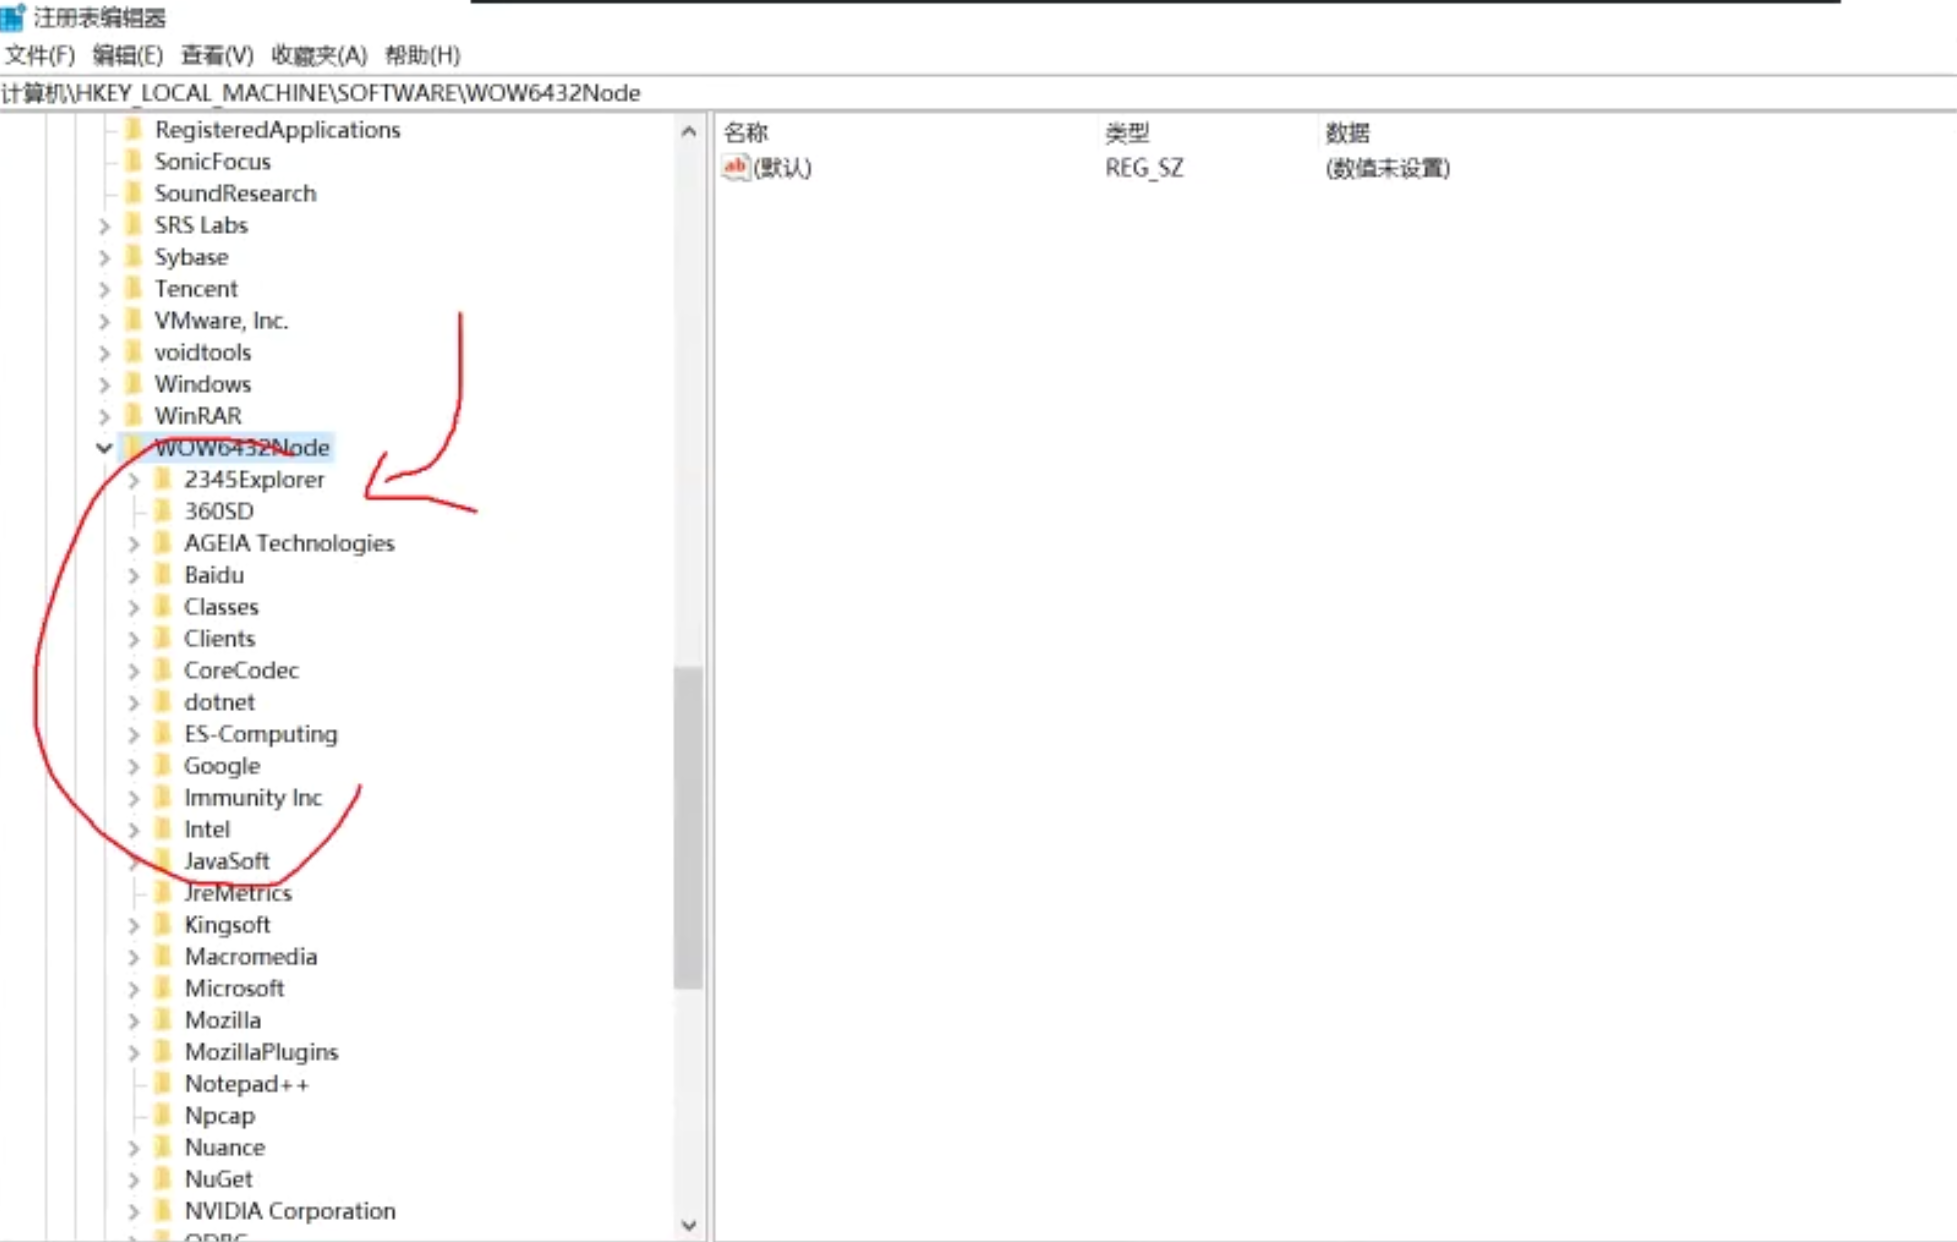 注册表编辑器
文件(F) 编辑(E) 查看(V) 收藏夹(A) 帮助(H)
计算机\HKEY_LOCAL_MACHINE\SOFTWARE\WOW6432Node
RegisteredApplications
SonicFocus
SoundResearch
SRS Labs
Sybase
Tencent
VMware, Inc.
voidtools
Windows
WinRAR
WOW6432Node
2345Explorer
360SD
AGEIA Technologies
Baidu
Classes
Clients
CoreCodec
dotnet
ES-Computing
Google
Immunity Inc
Intel
JavaSoft
JreMetrics
Kingsoft
Macromedia
Microsoft
Mozilla
MozillaPlugins
Notepad++
Npcap
Nuance
NuGet
NVIDIA Corporation
名称 类型 数据
ab (默认) REG_SZ (数值未设置)